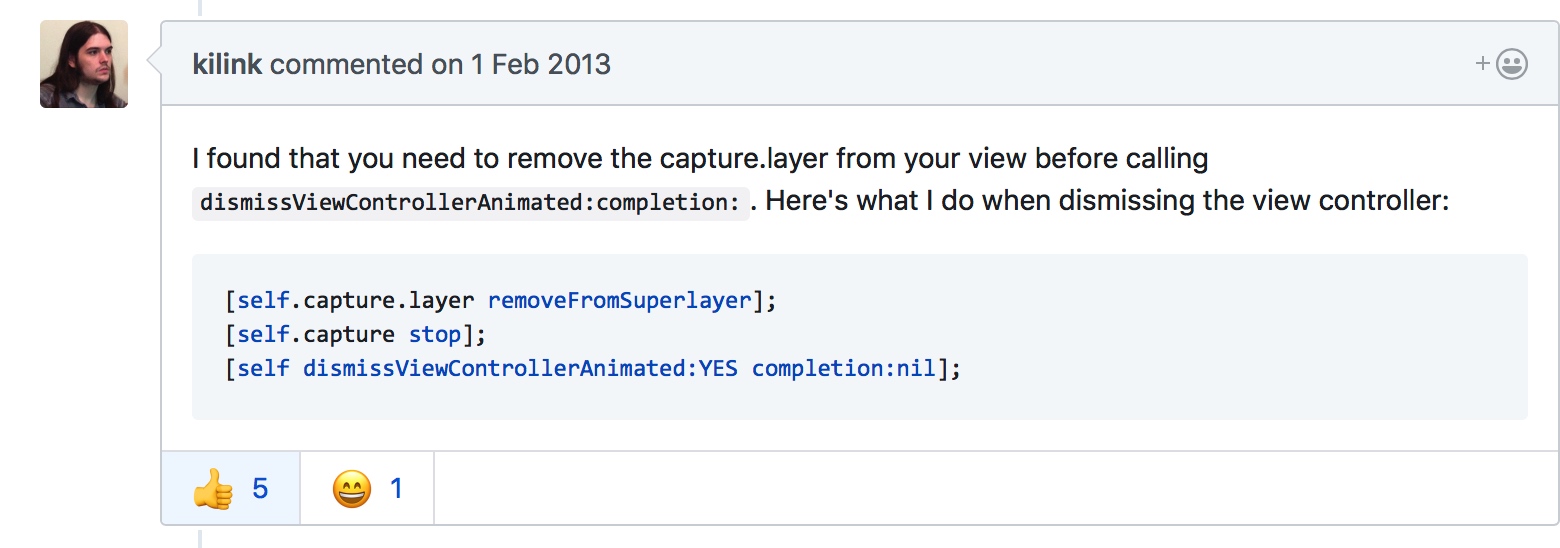 kilink commented on 1 Feb 2013
+
I found that you need to remove the capture.layer from your view before calling
dismissViewControllerAnimated:completion: . Here's what I do when dismissing the view controller:
[self.capture.layer removeFromSuperlayer];
[self.capture stop];
[self dismissViewControllerAnimated:YES completion:nil];
👍 5 😄 1